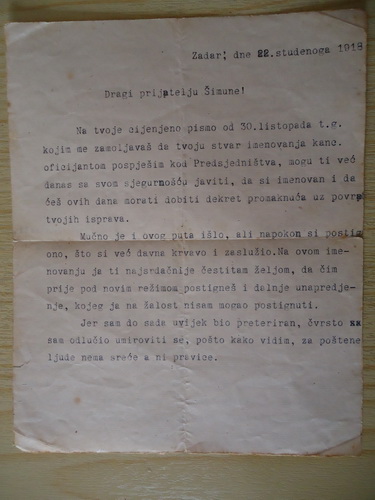 Zadar, dne 22.studenoga 1918
Dragi prijatelju Šimune!
Na tvoje cijenjeno pismo od 30.listopada t.g.
kojim me zamoljavaš da tvoju stvar imenovanja kanc.
oficijantom pospješim kod Predsjedništva, mogu ti već
danas sa svom sjegurnošću javiti, da si imenovan i da
ćeš ovih dana morati dobiti dekret promaknuća uz povra
tvojih isprava.
Mučno je i ovog puta išlo, ali napokon si postim
ono, što si već davna krvavo i zaslužio.Na ovom ime-
novanju ja ti najsrdačnije čestitam željom, da čim
prije pod novim režimom postigneš i dalnje unapredje-
nje, kojeg ja na žalost nisam mogao postignuti.
Jer sam do sada uvijek bio preteriran, čvrsto
sam odlučio umiroviti se, pošto kako vidim, za poštene
ljude nema sreće a ni pravice.